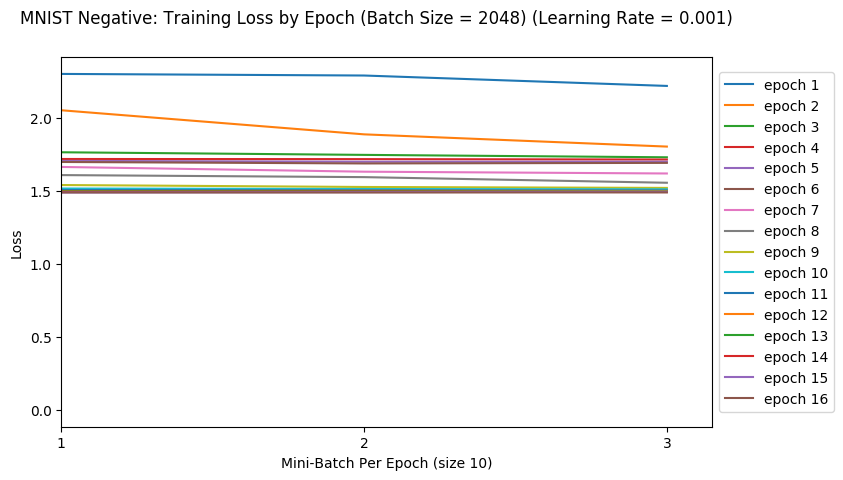 MNIST Negative: Training Loss by Epoch (Batch Size = 2048) (Learning Rate = 0.001)
Loss
2.0
1.5
1.0
0.5
0.0
1 2 3
Mini-Batch Per Epoch (size 10)
epoch 1
epoch 2
epoch 3
epoch 4
epoch 5
epoch 6
epoch 7
epoch 8
epoch 9
epoch 10
epoch 11
epoch 12
epoch 13
epoch 14
epoch 15
epoch 16